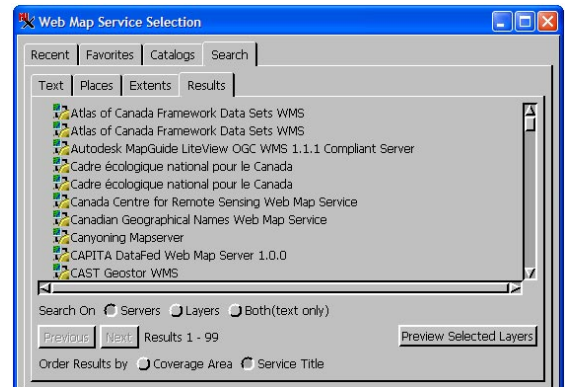 Web Map Service Selection
Recent Favorites Catalogs Search
Text Places Extents Results
Atlas of Canada Framework Data Sets WMS
Atlas of Canada Framework Data Sets WMS
Autodesk MapGuide LiteView OGC WMS 1.1.1 Compliant Server
Cadre écologique national pour le Canada
Cadre écologique national pour le Canada
Canada Centre for Remote Sensing Web Map Service
Canadian Geographical Names Web Map Service
Canyoning Mapserver
CAPITA DataFed Web Map Server 1.0.0
CAST Geostor WMS
Search On Servers Layers Both(text only)
Previous Next Results 1 - 99 Preview Selected Layers
Order Results by Coverage Area Service Title